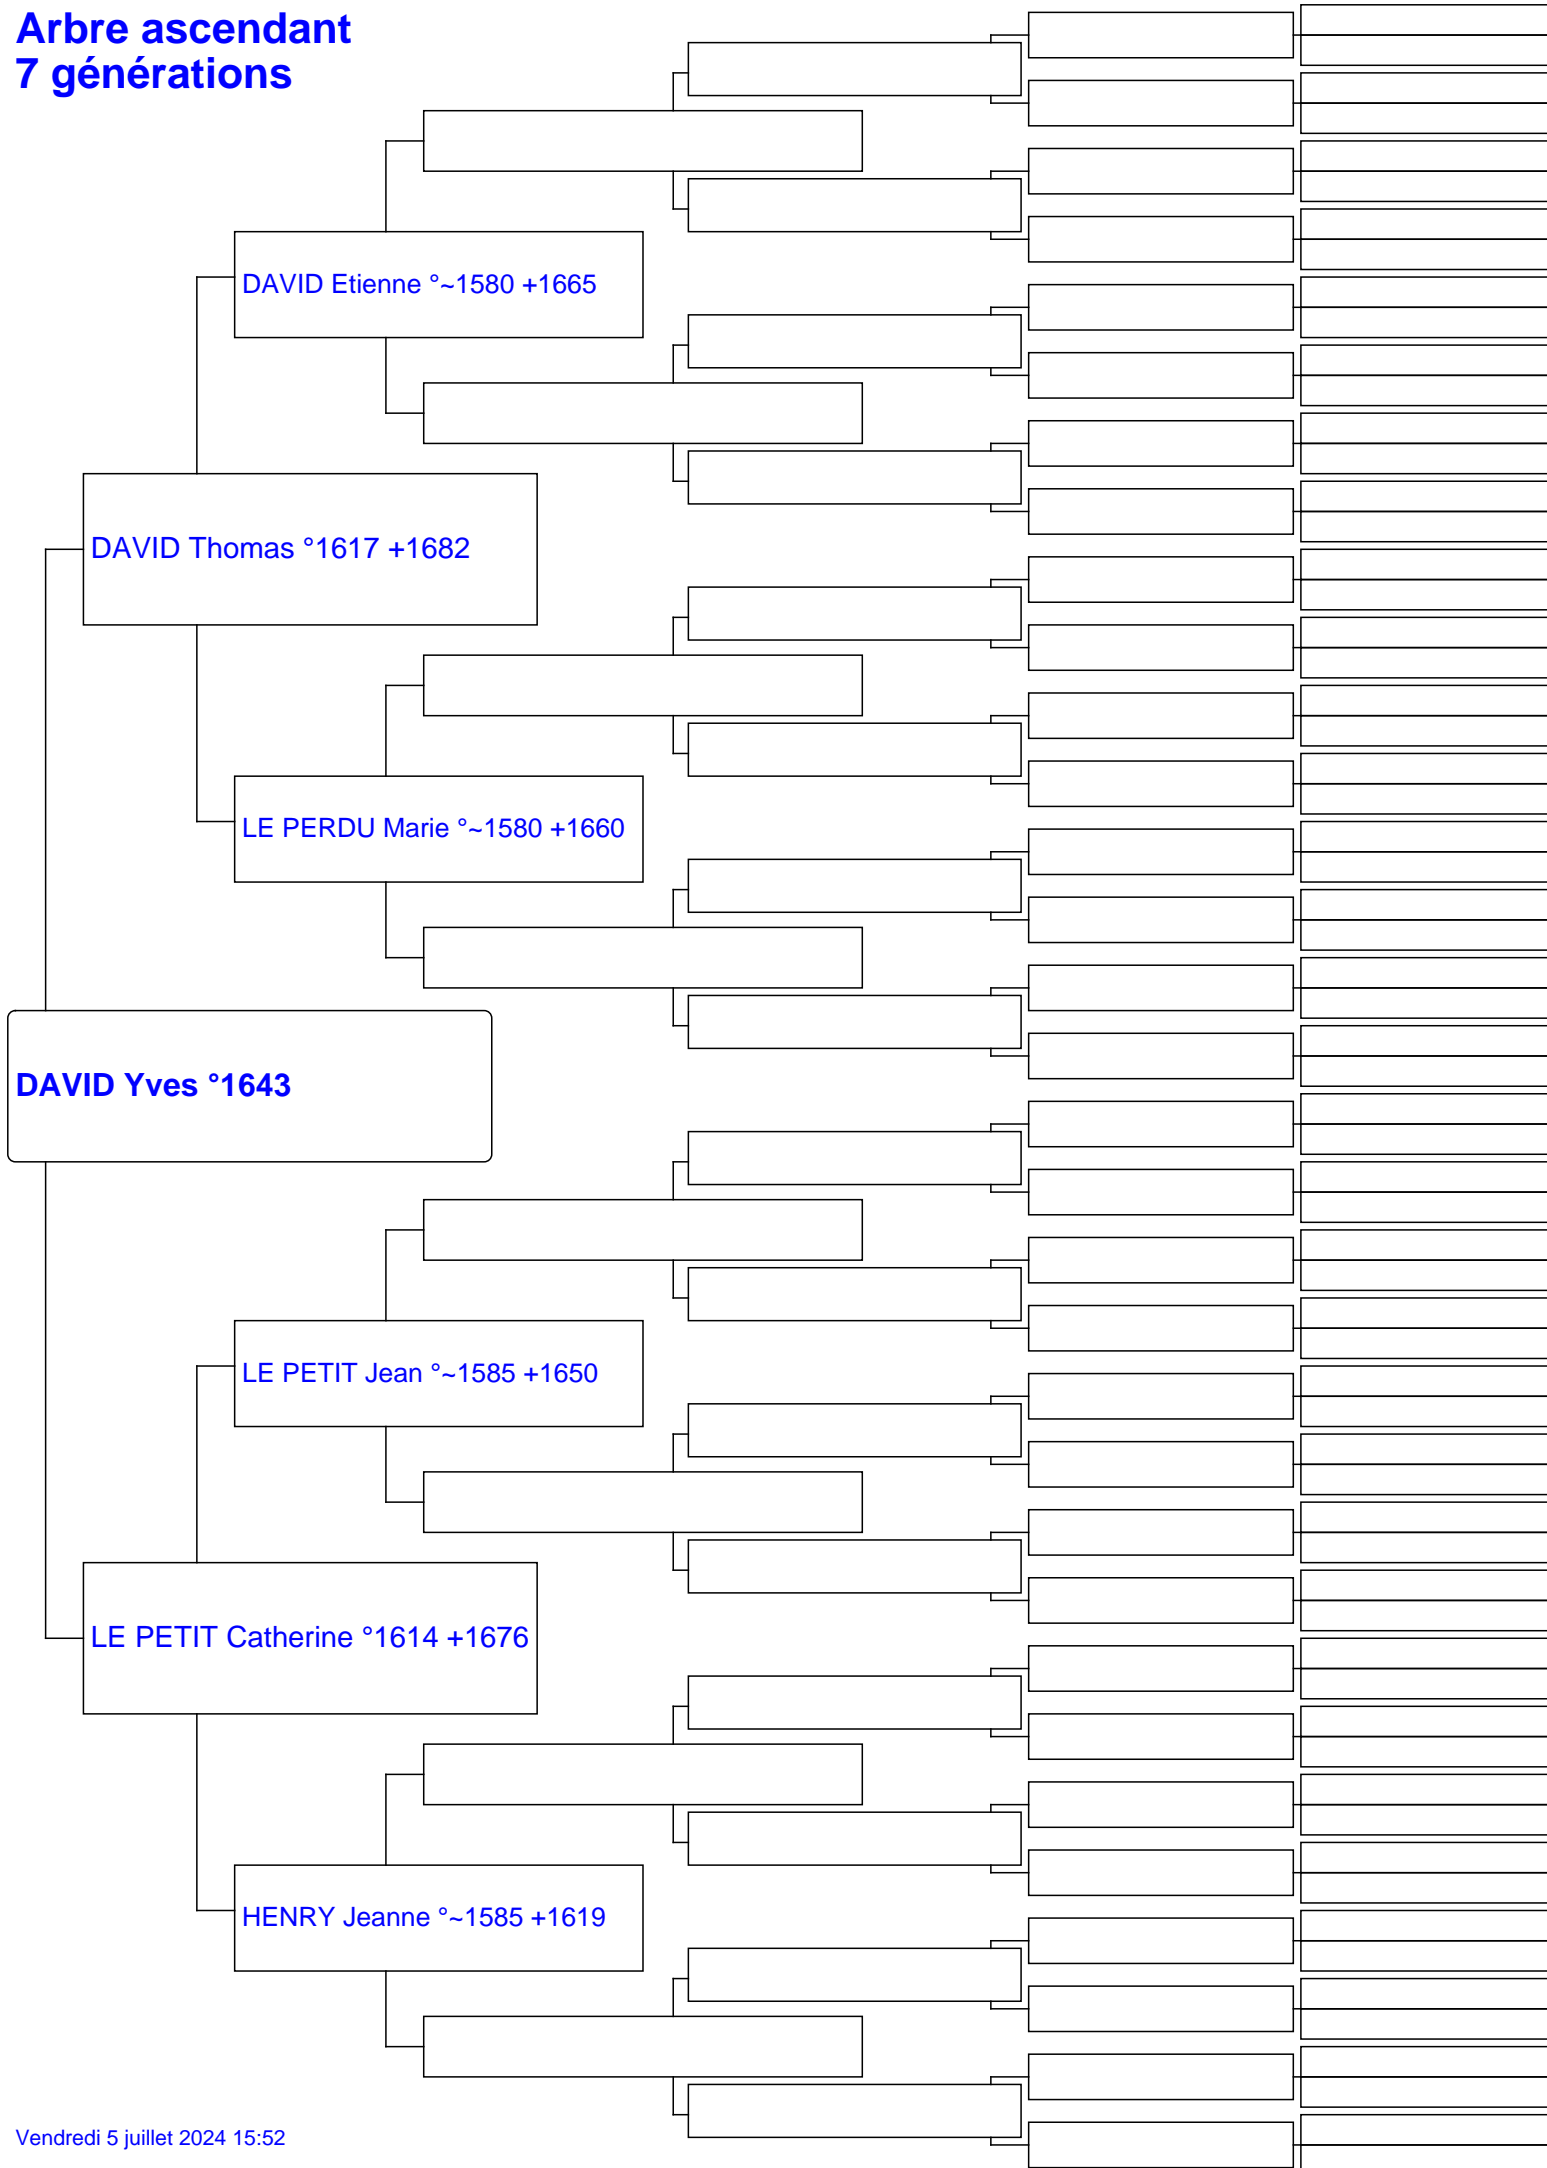 Arbre ascendant
7 générations
DAVID Etienne °~1580 +1665
DAVID Thomas °1617 +1682
LE PERDU Marie °~1580 +1660
DAVID Yves °1643
LE PETIT Jean °~1585 +1650
LE PETIT Catherine °1614 +1676
HENRY Jeanne °~1585 +1619
Vendredi 5 juillet 2024 15:52